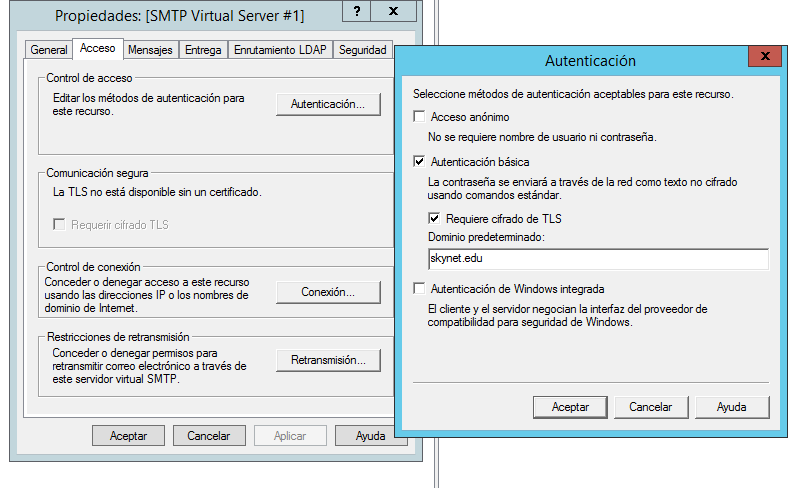 Propiedades: [SMTP Virtual Server #1]
?
x
General
Acceso
Mensajes
Entrega
Enrutamiento LDAP
Seguridad
Control de acceso
Editar los métodos de autenticación para
este recurso.
Autenticación...
Comunicación segura
La TLS no está disponible sin un certificado.
Requerir cifrado TLS
Control de conexión
Conceder o denegar acceso a este recurso
usando las direcciones IP o los nombres de
dominio de Internet.
Conexión...
Restricciones de retransmisión
Conceder o denegar permisos para
retransmitir correo electrónico a través de
este servidor virtual SMTP.
Retransmisión...
Aceptar
Cancelar
Aplicar
Ayuda
Autenticación
x
Seleccione métodos de autenticación aceptables para este recurso.
Acceso anónimo
No se requiere nombre de usuario ni contraseña.
Autenticación básica
La contraseña se enviará a través de la red como texto no cifrado
usando comandos estándar.
Requiere cifrado de TLS
Dominio predeterminado:
skynet.edu
Autenticación de Windows integrada
El cliente y el servidor negocian la interfaz del proveedor de
compatibilidad para seguridad de Windows.
Aceptar
Cancelar
Ayuda